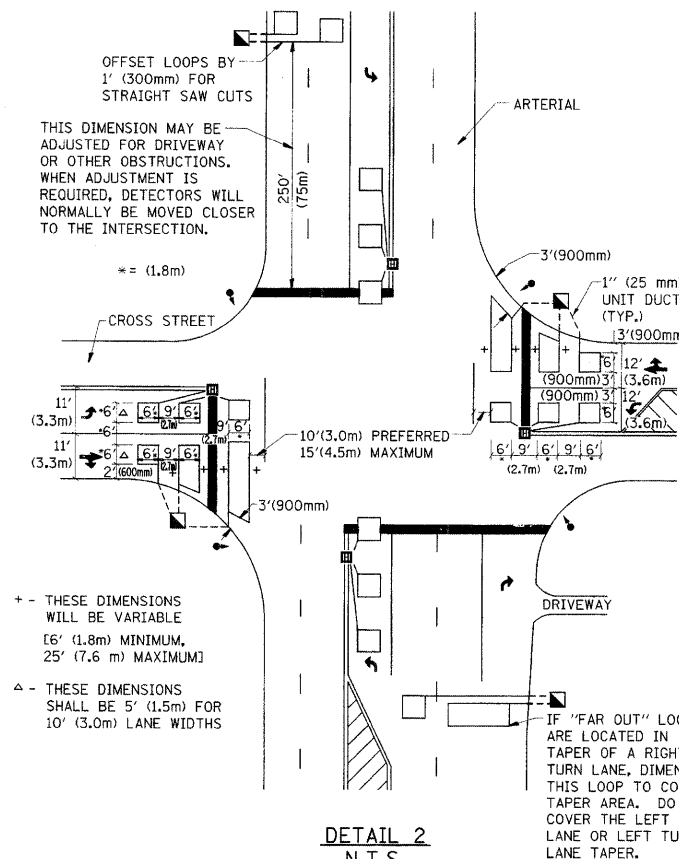 OFFSET LOOPS BY
1' (300mm) FOR
STRAIGHT SAW CUTS
ARTERIAL
THIS DIMENSION MAY BE
ADJUSTED FOR DRIVEWAY
OR OTHER OBSTRUCTIONS.
WHEN ADJUSTMENT IS
REQUIRED, DETECTORS WILL
NORMALLY BE MOVED CLOSER
TO THE INTERSECTION.
250'
(75m)
* = (1.8m)
3'(900mm)
1" (25 mm)
UNIT DUCT
(TYP.)
CROSS STREET
3'(900mm
6'
12'
(3.6m)
(900mm) 3'
(900mm) 3'
6'
12'
(3.6m)
11'
(3.3m)
*6' △ 6' 9' 6'
(2.7m)
*6'
11'
(3.3m)
*6' △ 6' 9' 6'
(2.7m)
2' (600mm)
9' 6'
(2.7m) *
10'(3.0m) PREFERRED
15'(4.5m) MAXIMUM
6' 9' 6' 9' 6'
* (2.7m) * (2.7m) *
3'(900mm)
+ - THESE DIMENSIONS
WILL BE VARIABLE
[6' (1.8m) MINIMUM,
25' (7.6 m) MAXIMUM]
△ - THESE DIMENSIONS
SHALL BE 5' (1.5m) FOR
10' (3.0m) LANE WIDTHS
DRIVEWAY
IF "FAR OUT" LOO
ARE LOCATED IN
TAPER OF A RIGHT
TURN LANE, DIMEN
THIS LOOP TO CO
TAPER AREA. DO
COVER THE LEFT
LANE OR LEFT TU
LANE TAPER.
DETAIL 2
N.T.S.